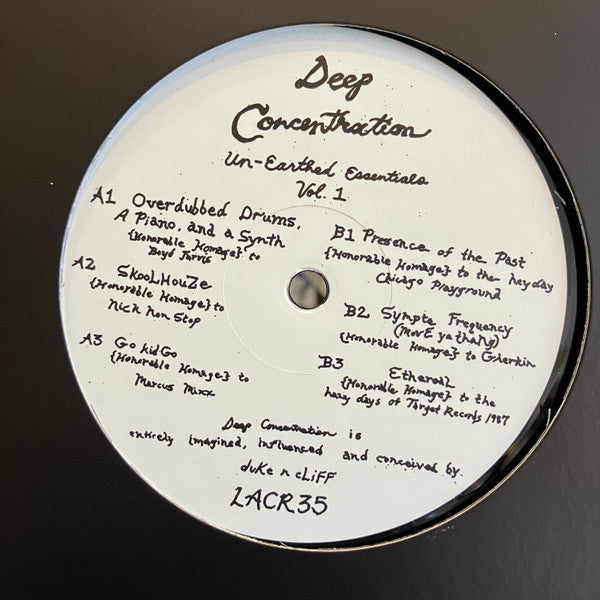 Deep
Concentration
Un-Earthed Essentials
Vol. 1
A1 Overdubbed Drums,
A Piano, and a Synth
{Honorable Homage} to
Boyd Jarvis
A2 SkooLHouZe
{Honorable Homage} to
Nick Non Stop
A3 Go kid Go
{Honorable Homage} to
Marcus Mixx
B1 Presence of the Past
{Honorable Homage} to the heyday
Chicago Playground
B2 Sympte Frequency
(MovE ya thang)
{Honorable Homage} to Gherkin
B3 EthereaL
{Honorable Homage} to the
hazy days of Target Records 1987
Deep Concentration is
entirely imagined, influenced and conceived by.
duKe n cLiFF
LACR35